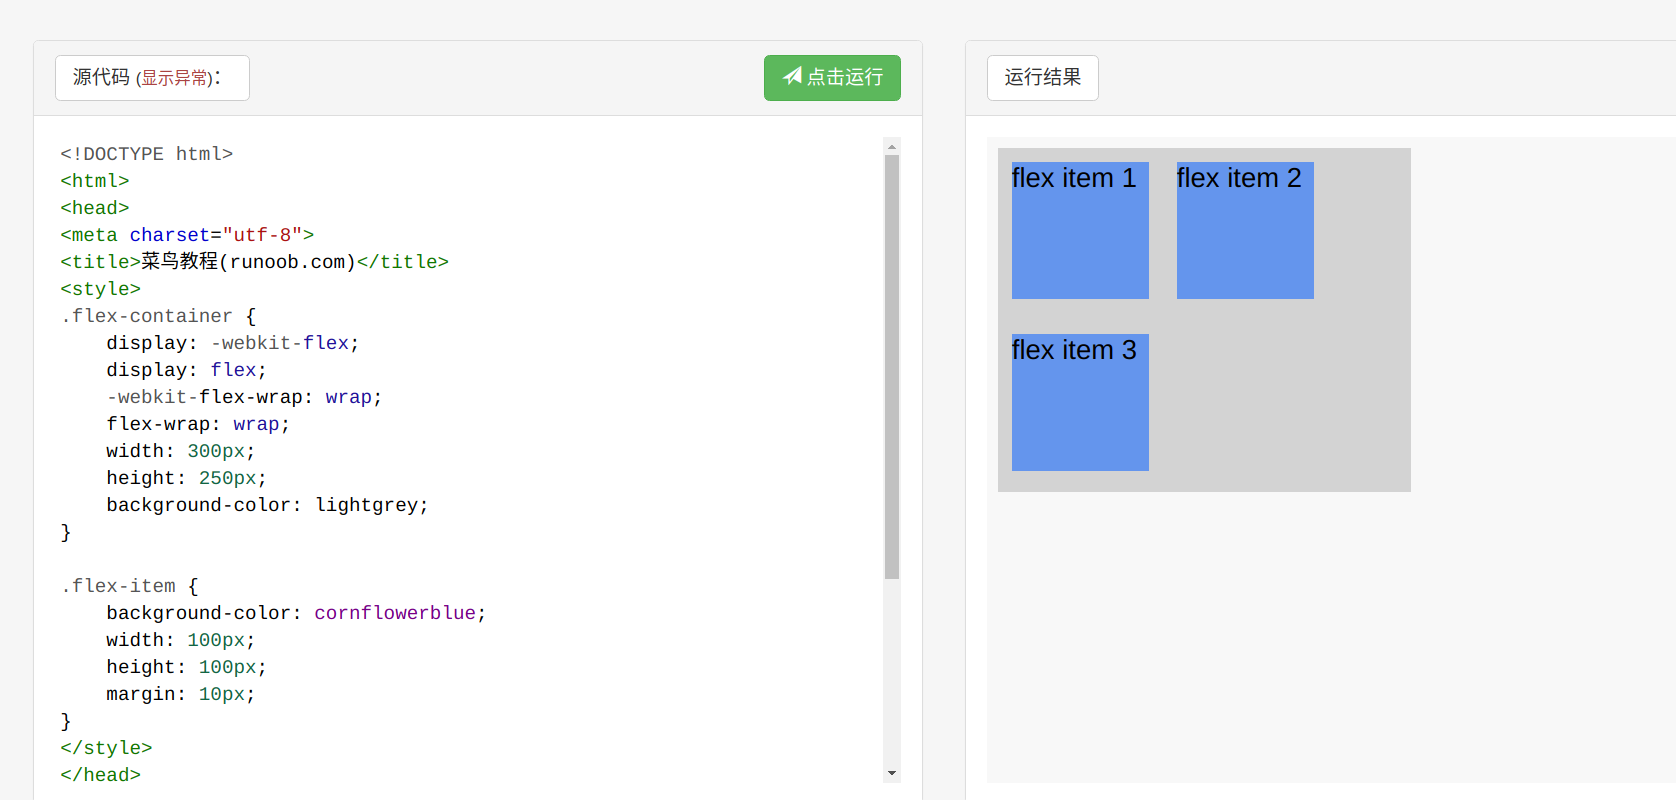 源代码 (显示异常)：
点击运行
<!DOCTYPE html>
<html>
<head>
<meta charset="utf-8">
<title>菜鸟教程(runoob.com)</title>
<style>
.flex-container {
    display: -webkit-flex;
    display: flex;
    -webkit-flex-wrap: wrap;
    flex-wrap: wrap;
    width: 300px;
    height: 250px;
    background-color: lightgrey;
}

.flex-item {
    background-color: cornflowerblue;
    width: 100px;
    height: 100px;
    margin: 10px;
}
</style>
</head>
运行结果
flex item 1
flex item 2
flex item 3